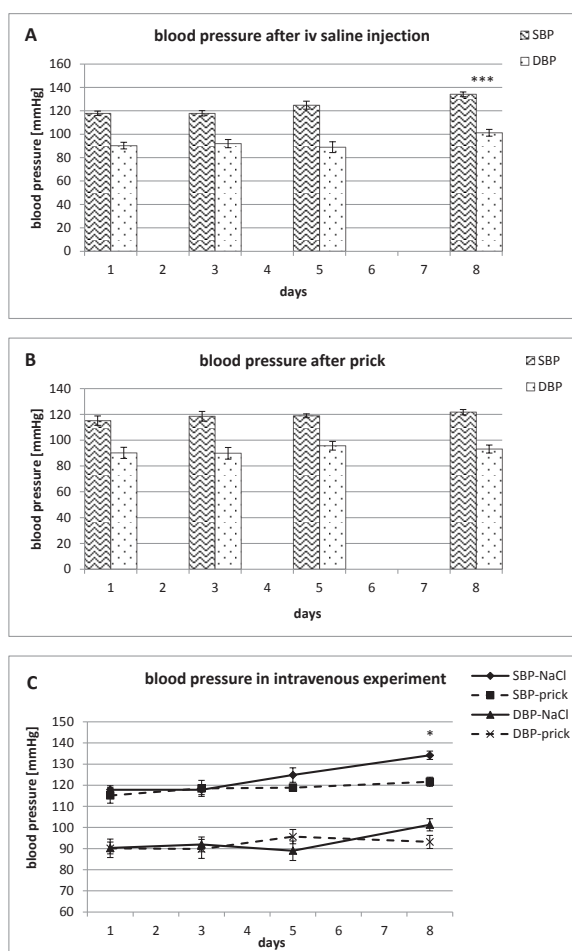 A
blood pressure after iv saline injection
SBP
DBP
blood pressure [mmHg]
160
140
120
100
80
60
40
20
0
***
1 2 3 4 5 6 7 8
days
B
blood pressure after prick
SBP
DBP
blood pressure [mmHg]
140
120
100
80
60
40
20
0
1 2 3 4 5 6 7 8
days
C
blood pressure in intravenous experiment
SBP-NaCl
SBP-prick
DBP-NaCl
DBP-prick
blood pressure [mmHg]
150
140
130
120
110
100
90
80
70
60
*
1 2 3 4 5 6 7 8
days